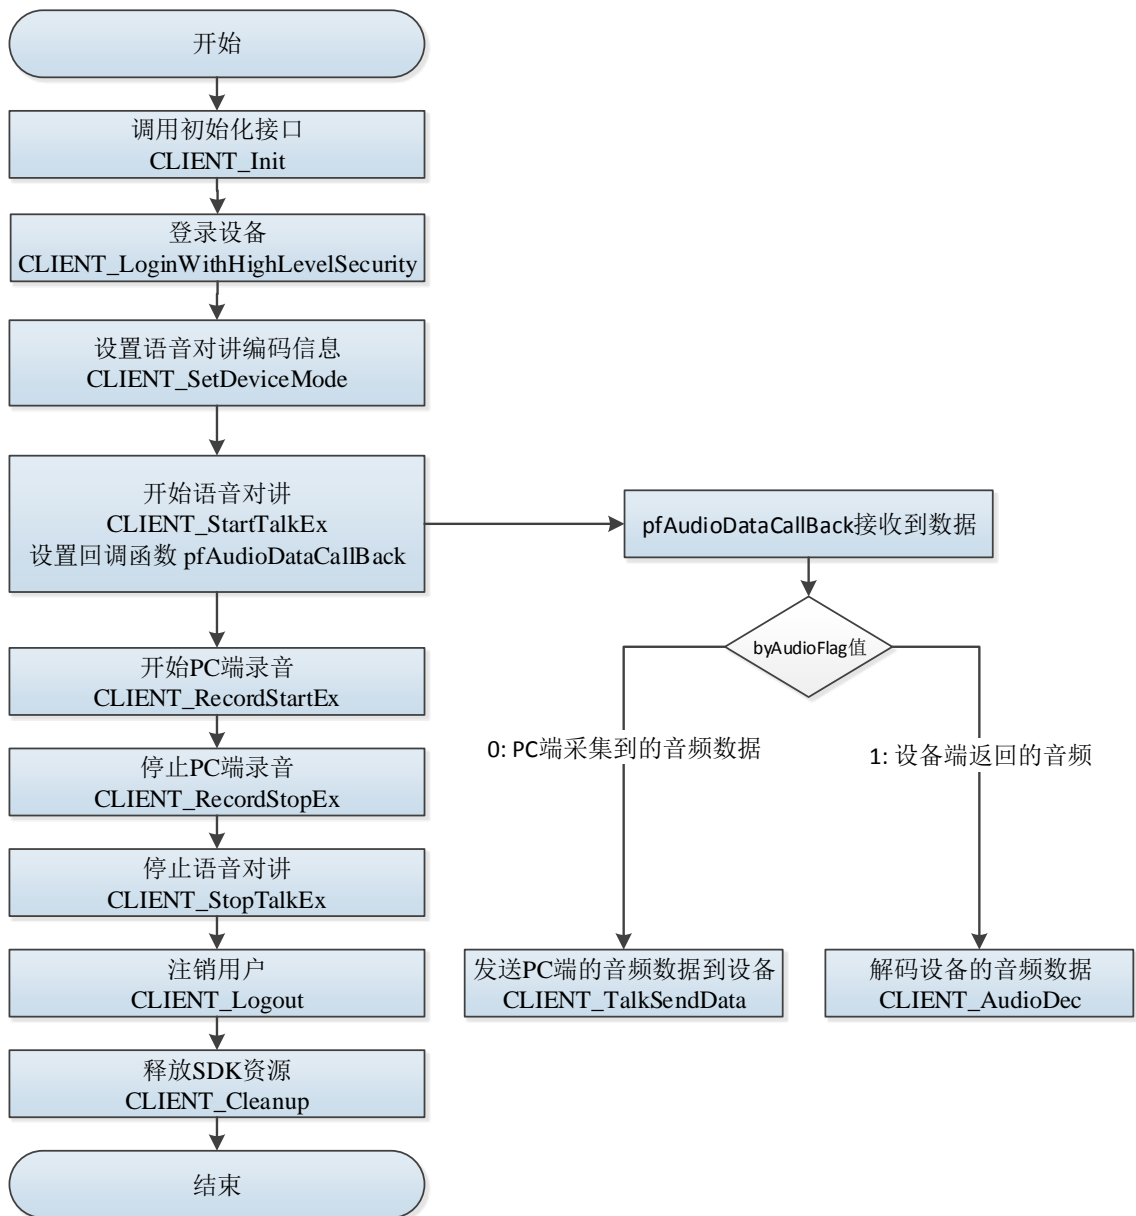 开始
调用初始化接口
CLIENT_Init
登录设备
CLIENT_LoginWithHighLevelSecurity
设置语音对讲编码信息
CLIENT_SetDeviceMode
开始语音对讲
CLIENT_StartTalkEx
设置回调函数 pfAudioDataCallBack
pfAudioDataCallBack接收到数据
byAudioFlag值
0: PC端采集到的音频数据
1: 设备端返回的音频
发送PC端的音频数据到设备
CLIENT_TalkSendData
解码设备的音频数据
CLIENT_AudioDec
开始PC端录音
CLIENT_RecordStartEx
停止PC端录音
CLIENT_RecordStopEx
停止语音对讲
CLIENT_StopTalkEx
注销用户
CLIENT_Logout
释放SDK资源
CLIENT_Cleanup
结束